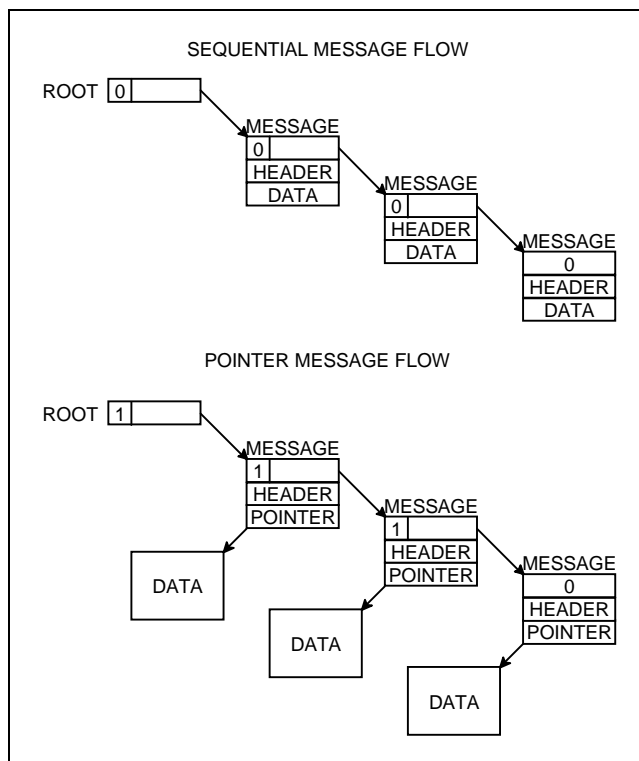 SEQUENTIAL MESSAGE FLOW
ROOT 0
MESSAGE
0
HEADER
DATA
MESSAGE
0
HEADER
DATA
MESSAGE
0
HEADER
DATA
POINTER MESSAGE FLOW
ROOT 1
MESSAGE
1
HEADER
POINTER
DATA
MESSAGE
1
HEADER
POINTER
DATA
MESSAGE
0
HEADER
POINTER
DATA